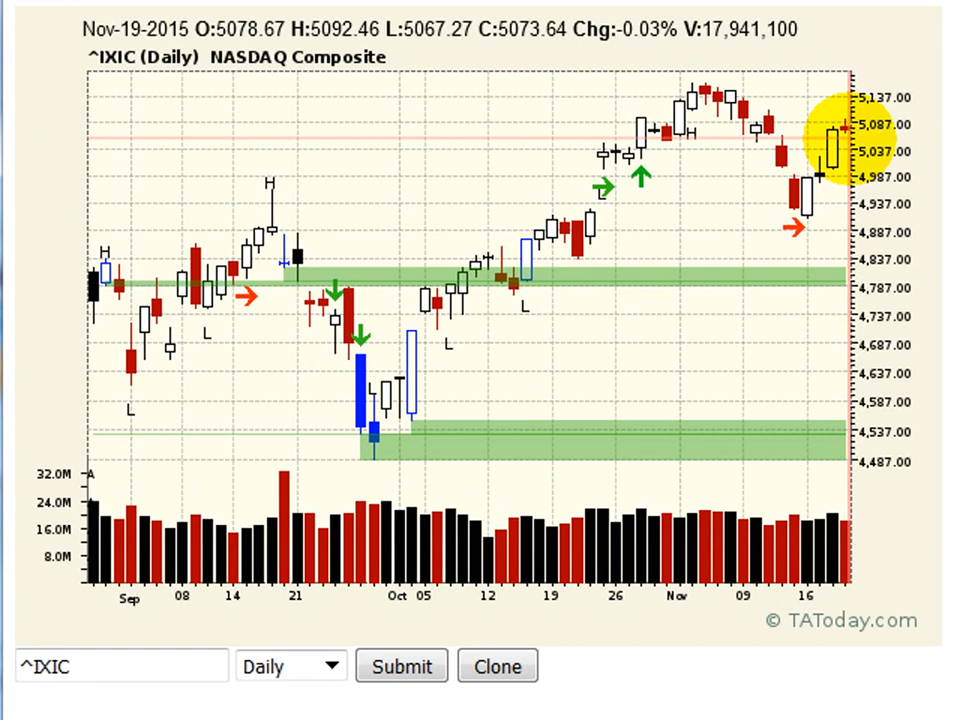 Nov-19-2015 O:5078.67 H:5092.46 L:5067.27 C:5073.64 Chg:-0.03% V:17,941,100
^IXIC (Daily) NASDAQ Composite
5,137.00
5,087.00
5,037.00
4,987.00
4,937.00
4,887.00
4,837.00
4,787.00
4,737.00
4,687.00
4,637.00
4,587.00
4,537.00
4,487.00
H
H
H
L
L
L
L
L
L
L
A
32.0M
24.0M
16.0M
8.0M
Sep 08 14 21 Oct 05 12 19 26 Nov 09 16
© TAToday.com
^IXIC Daily Submit Clone